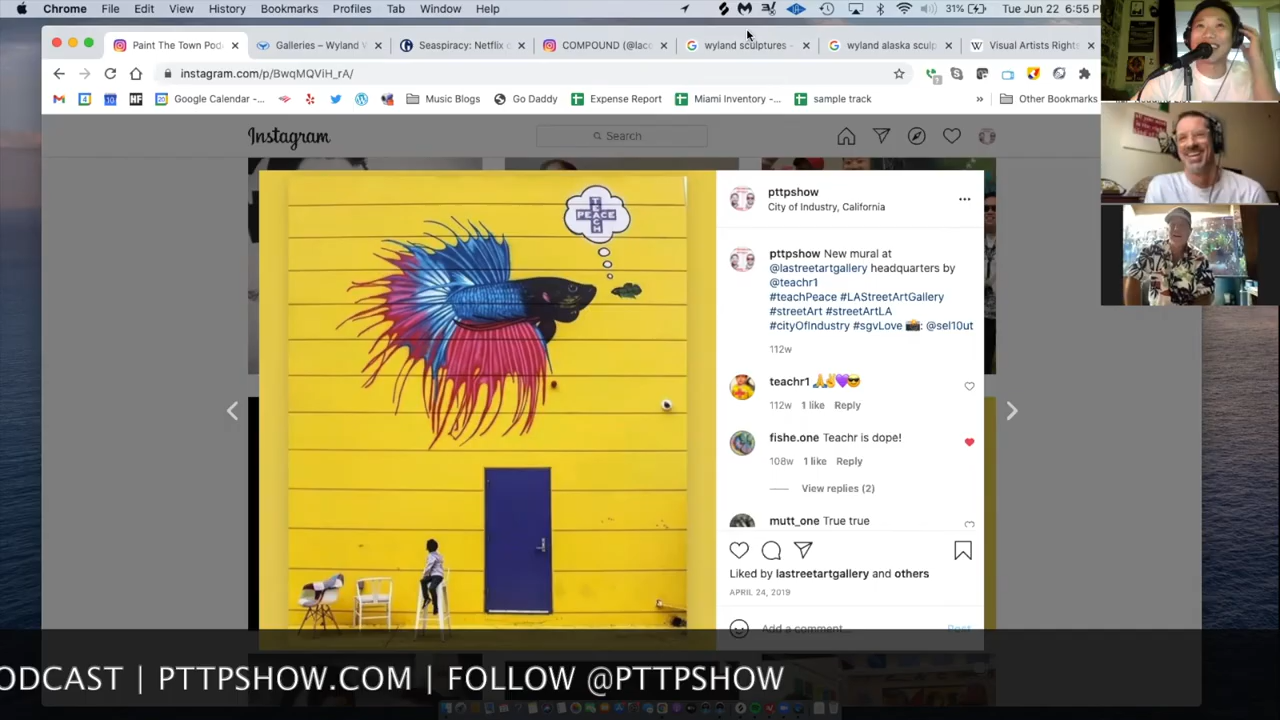 Chrome File Edit View History Bookmarks Profiles Tab Window Help 31% Tue Jun 22 6:55 PM
Paint The Town Pod
Galleries – Wyland W
Seaspiracy: Netflix c
COMPOUND (@lacc
wyland sculptures -
wyland alaska sculp
Visual Artists Rights
instagram.com/p/BwqMQViH_rA/
Google Calendar -...
Music Blogs
Go Daddy
Expense Report
Miami Inventory -...
sample track
»
Other Bookmarks
Instagram
Search
TEACH
PEACE
pttpshow
City of Industry, California
pttpshow New mural at
@lastreetartgallery headquarters by
@teachr1
#teachPeace #LAStreetArtGallery
#streetArt #streetArtLA
#cityOfIndustry #sgvLove 📸: @sel10ut
112w
teachr1 🙏✌💜😎
112w 1 like Reply
fishe.one Teachr is dope!
108w 1 like Reply
View replies (2)
mutt_one True true
Liked by lastreetartgallery and others
APRIL 24, 2019
Add a comment... Post
ODCAST | PTTPSHOW.COM | FOLLOW @PTTPSHOW